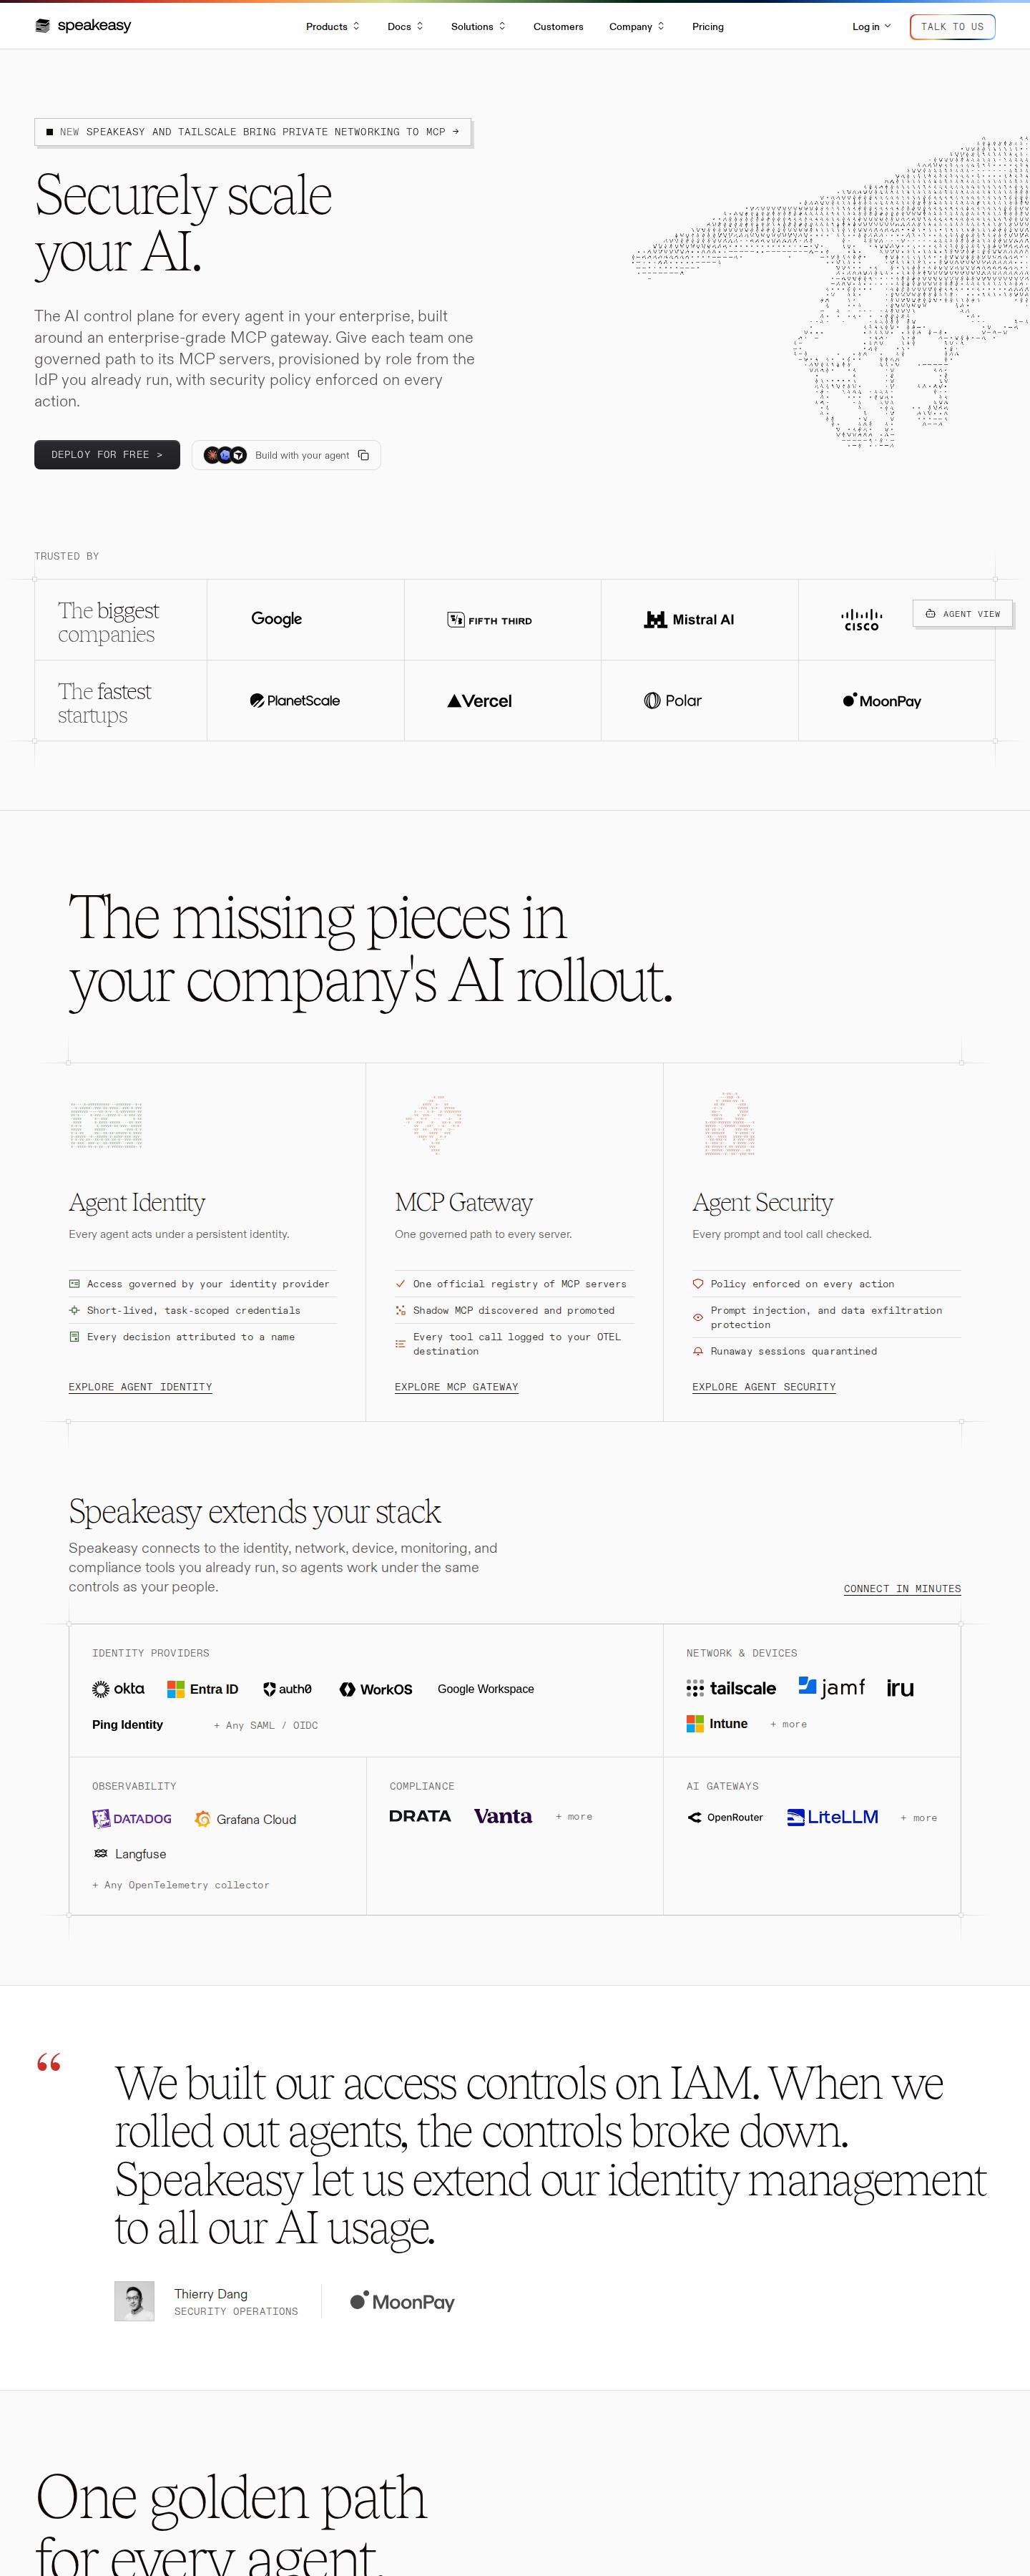 speakeasy
Products
Docs
Solutions
Customers
Company
Pricing
Log in
TALK TO US
NEW SPEAKEASY AND TAILSCALE BRING PRIVATE NETWORKING TO MCP →
Securely scale
your AI.
The AI control plane for every agent in your enterprise, built
around an enterprise-grade MCP gateway. Give each team one
governed path to its MCP servers, provisioned by role from the
IdP you already run, with security policy enforced on every
action.
DEPLOY FOR FREE >
Build with your agent
TRUSTED BY
The biggest
companies
Google
FIFTH THIRD
Mistral AI
CISCO
AGENT VIEW
The fastest
startups
PlanetScale
Vercel
Polar
MoonPay
The missing pieces in
your company's AI rollout.
Agent Identity
Every agent acts under a persistent identity.
Access governed by your identity provider
Short-lived, task-scoped credentials
Every decision attributed to a name
EXPLORE AGENT IDENTITY
MCP Gateway
One governed path to every server.
One official registry of MCP servers
Shadow MCP discovered and promoted
Every tool call logged to your OTEL
destination
EXPLORE MCP GATEWAY
Agent Security
Every prompt and tool call checked.
Policy enforced on every action
Prompt injection, and data exfiltration
protection
Runaway sessions quarantined
EXPLORE AGENT SECURITY
Speakeasy extends your stack
Speakeasy connects to the identity, network, device, monitoring, and
compliance tools you already run, so agents work under the same
controls as your people.
CONNECT IN MINUTES
IDENTITY PROVIDERS
okta
Entra ID
auth0
WorkOS
Google Workspace
Ping Identity
+ Any SAML / OIDC
NETWORK & DEVICES
tailscale
jamf
iru
Intune
+ more
OBSERVABILITY
DATADOG
Grafana Cloud
Langfuse
+ Any OpenTelemetry collector
COMPLIANCE
DRATA
Vanta
+ more
AI GATEWAYS
OpenRouter
LiteLLM
+ more
“
We built our access controls on IAM. When we
rolled out agents, the controls broke down.
Speakeasy let us extend our identity management
to all our AI usage.
Thierry Dang
SECURITY OPERATIONS
MoonPay
One golden path
for every agent.